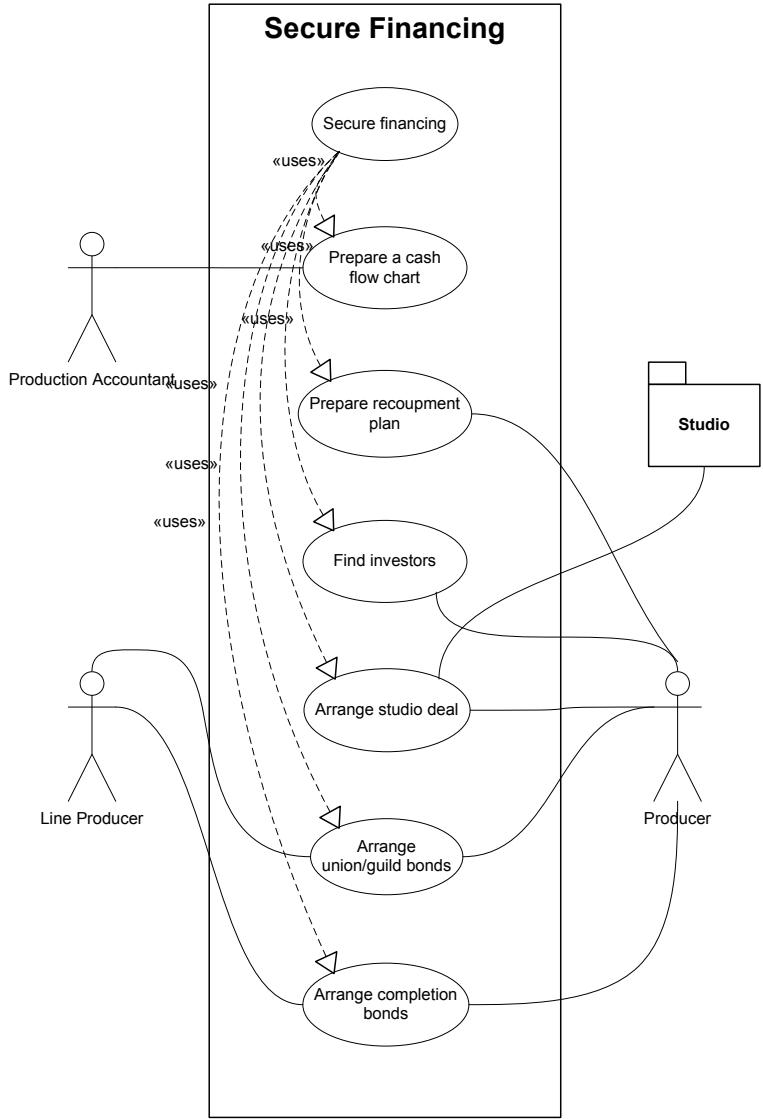 Secure Financing
Secure financing
«uses»
Prepare a cash
flow chart
«uses»
«uses»
Production Accountant
«uses»
Prepare recoupment
plan
Studio
«uses»
«uses»
Find investors
Arrange studio deal
Line Producer
Producer
Arrange
union/guild bonds
Arrange completion
bonds